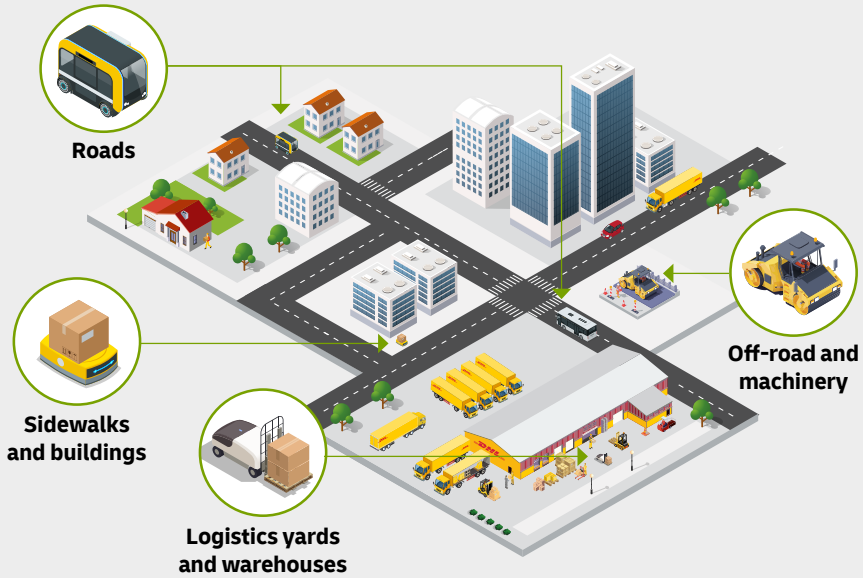 Roads
Sidewalks
and buildings
Logistics yards
and warehouses
Off-road and
machinery
DHL